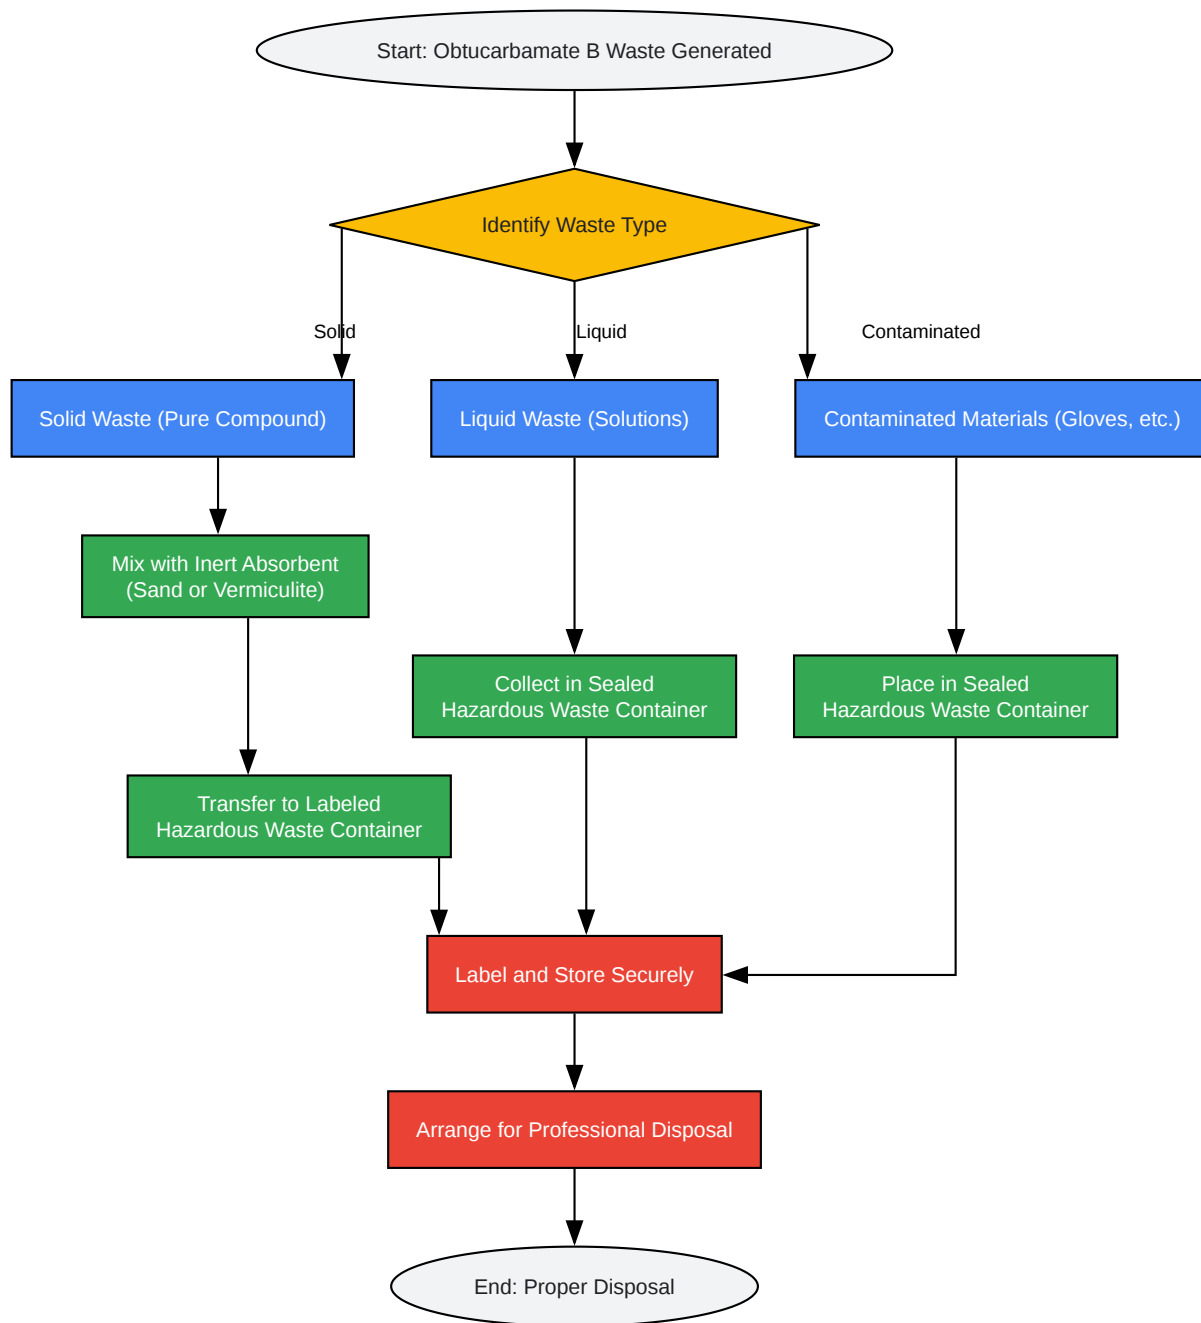 Start: Obtucarbamate B Waste Generated
Identify Waste Type
Solid
Liquid
Contaminated
Solid Waste (Pure Compound)
Liquid Waste (Solutions)
Contaminated Materials (Gloves, etc.)
Mix with Inert Absorbent
(Sand or Vermiculite)
Collect in Sealed
Hazardous Waste Container
Place in Sealed
Hazardous Waste Container
Transfer to Labeled
Hazardous Waste Container
Label and Store Securely
Arrange for Professional Disposal
End: Proper Disposal